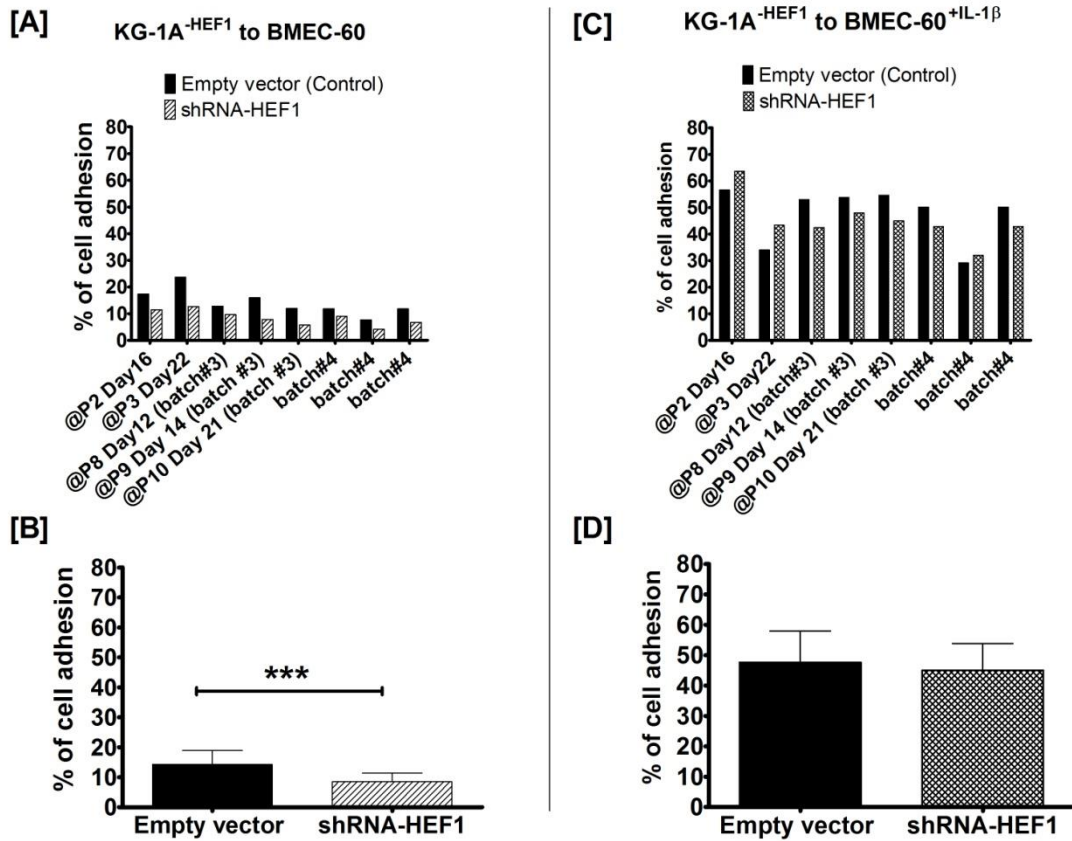 [A]
KG-1A-HEF1 to BMEC-60
Empty vector (Control)
shRNA-HEF1
% of cell adhesion
80
70
60
50
40
30
20
10
0
@P2 Day16
@P3 Day22
@P8 Day12 (batch#3)
@P9 Day 14 (batch #3)
@P10 Day 21 (batch #3)
batch#4
batch#4
batch#4
[B]
% of cell adhesion
80
70
60
50
40
30
20
10
0
***
Empty vector
shRNA-HEF1
[C]
KG-1A-HEF1 to BMEC-60+IL-1β
Empty vector (Control)
shRNA-HEF1
% of cell adhesion
80
70
60
50
40
30
20
10
0
@P2 Day16
@P3 Day22
@P8 Day12 (batch#3)
@P9 Day 14 (batch #3)
@P10 Day 21 (batch #3)
batch#4
batch#4
batch#4
[D]
% of cell adhesion
80
70
60
50
40
30
20
10
0
Empty vector
shRNA-HEF1